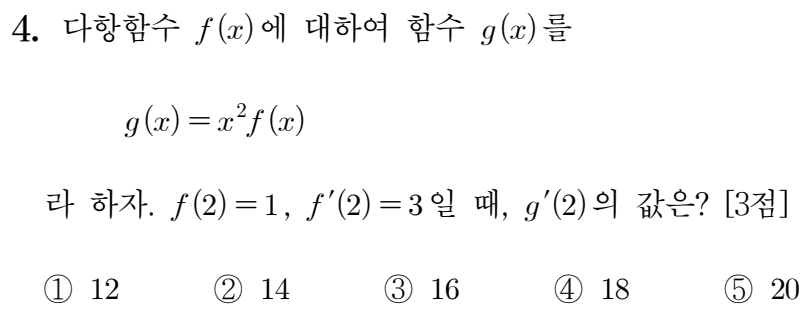 4. 다항함수 f(x)에 대하여 함수 g(x)를
g(x)=x²f(x)
라 하자. f(2)=1, f′(2)=3일 때, g′(2)의 값은? [3점]
① 12 ② 14 ③ 16 ④ 18 ⑤ 20